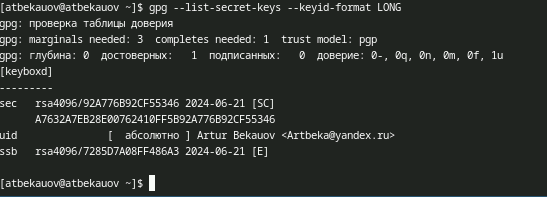 [atbekauov@atbekauov ~]$ gpg --list-secret-keys --keyid-format LONG
gpg: проверка таблицы доверия
gpg: marginals needed: 3  completes needed: 1  trust model: pgp
gpg: глубина: 0  достоверных:   1  подписанных:   0  доверие: 0-, 0q, 0n, 0m, 0f, 1u
[keyboxd]
---------
sec   rsa4096/92A776B92CF55346 2024-06-21 [SC]
      A7632A7EB28E00762410FF5B92A776B92CF55346
uid              [  абсолютно ] Artur Bekauov <Artbeka@yandex.ru>
ssb   rsa4096/7285D7A08FF486A3 2024-06-21 [E]
[atbekauov@atbekauov ~]$